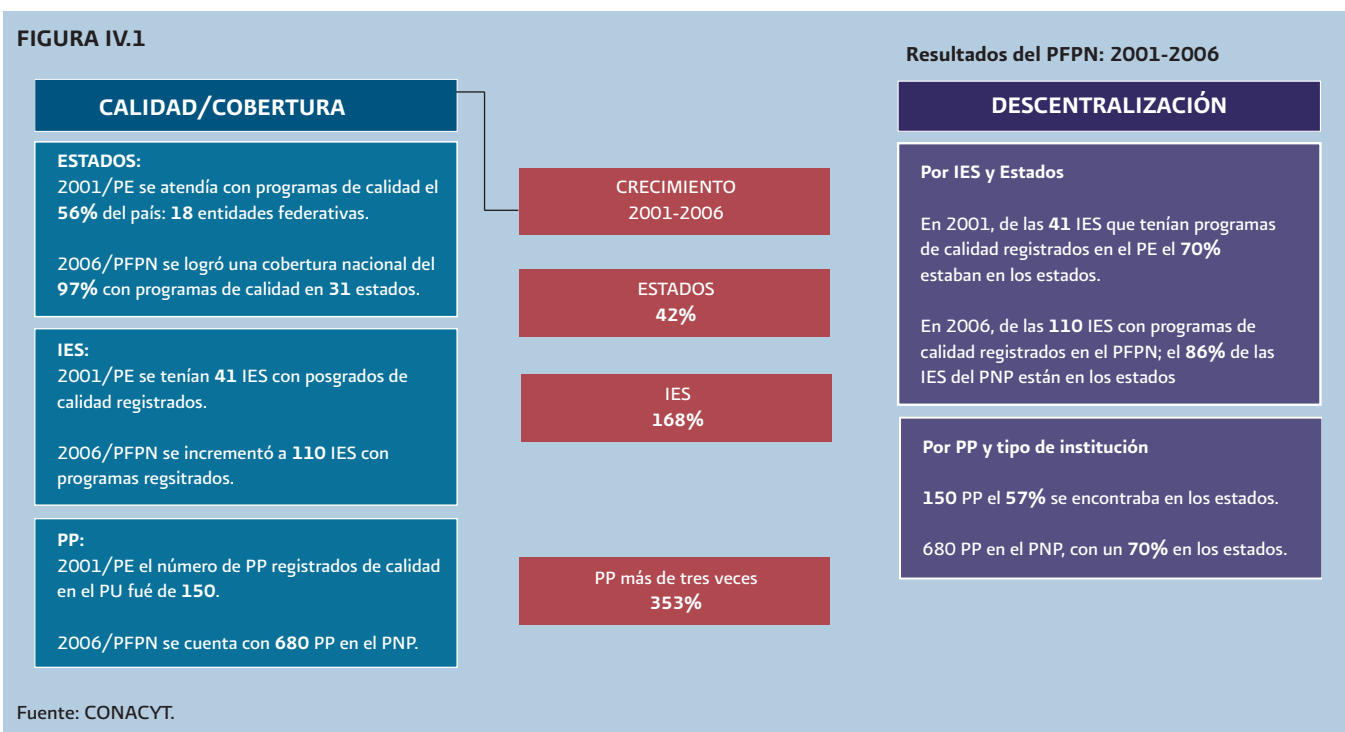 FIGURA IV.1
Resultados del PFPN: 2001-2006
CALIDAD/COBERTURA
ESTADOS:
2001/PE se atendía con programas de calidad el
56% del país: 18 entidades federativas.
2006/PFPN se logró una cobertura nacional del
97% con programas de calidad en 31 estados.
IES:
2001/PE se tenían 41 IES con posgrados de
calidad registrados.
2006/PFPN se incrementó a 110 IES con
programas regsitrados.
PP:
2001/PE el número de PP registrados de calidad
en el PU fué de 150.
2006/PFPN se cuenta con 680 PP en el PNP.
CRECIMIENTO
2001-2006
ESTADOS
42%
IES
168%
PP más de tres veces
353%
DESCENTRALIZACIÓN
Por IES y Estados
En 2001, de las 41 IES que tenían programas
de calidad registrados en el PE el 70%
estaban en los estados.
En 2006, de las 110 IES con programas de
calidad registrados en el PFPN; el 86% de las
IES del PNP están en los estados
Por PP y tipo de institución
150 PP el 57% se encontraba en los estados.
680 PP en el PNP, con un 70% en los estados.
Fuente: CONACYT.